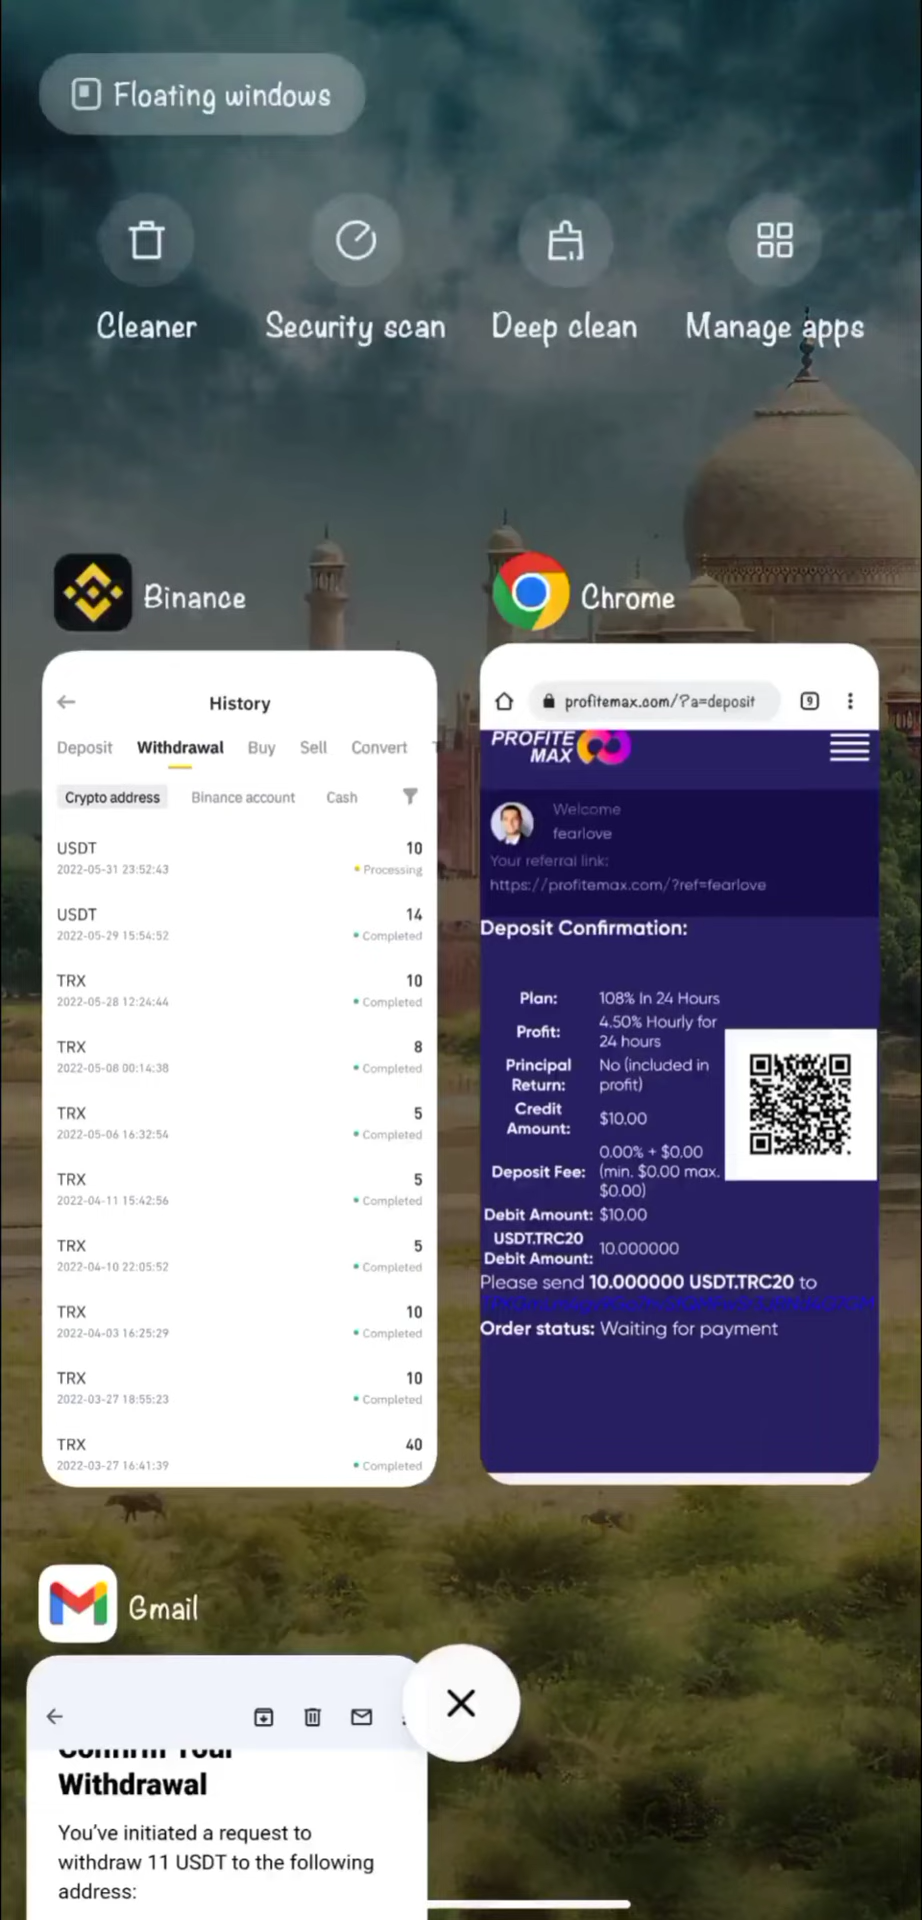 Floating windows
Cleaner
Security scan
Deep clean
Manage apps
Binance
History
Deposit
Withdrawal
Buy
Sell
Convert
Crypto address
Binance account
Cash
USDT
10
2022-05-31 23:52:43
Processing
USDT
14
2022-05-29 15:54:52
Completed
TRX
10
2022-05-28 12:24:44
Completed
TRX
8
2022-05-08 00:14:38
Completed
TRX
5
2022-05-06 16:32:54
Completed
TRX
5
2022-04-11 15:42:56
Completed
TRX
5
2022-04-10 22:05:52
Completed
TRX
10
2022-04-03 16:25:29
Completed
TRX
10
2022-03-27 18:55:23
Completed
TRX
40
2022-03-27 16:41:39
Completed
Chrome
profitemax.com/?a=deposit
9
PROFITE
MAX
Welcome
fearlove
Your referral link:
https://profitemax.com/?ref=fearlove
Deposit Confirmation:
Plan: 108% In 24 Hours
Profit: 4.50% Hourly for
24 hours
Principal
Return: No (included in
profit)
Credit
Amount: $10.00
Deposit Fee: 0.00% + $0.00
(min. $0.00 max.
$0.00)
Debit Amount: $10.00
USDT.TRC20
Debit Amount: 10.000000
Please send 10.000000 USDT.TRC20 to
Order status: Waiting for payment
Gmail
Confirm Your
Withdrawal
You've initiated a request to
withdraw 11 USDT to the following
address: